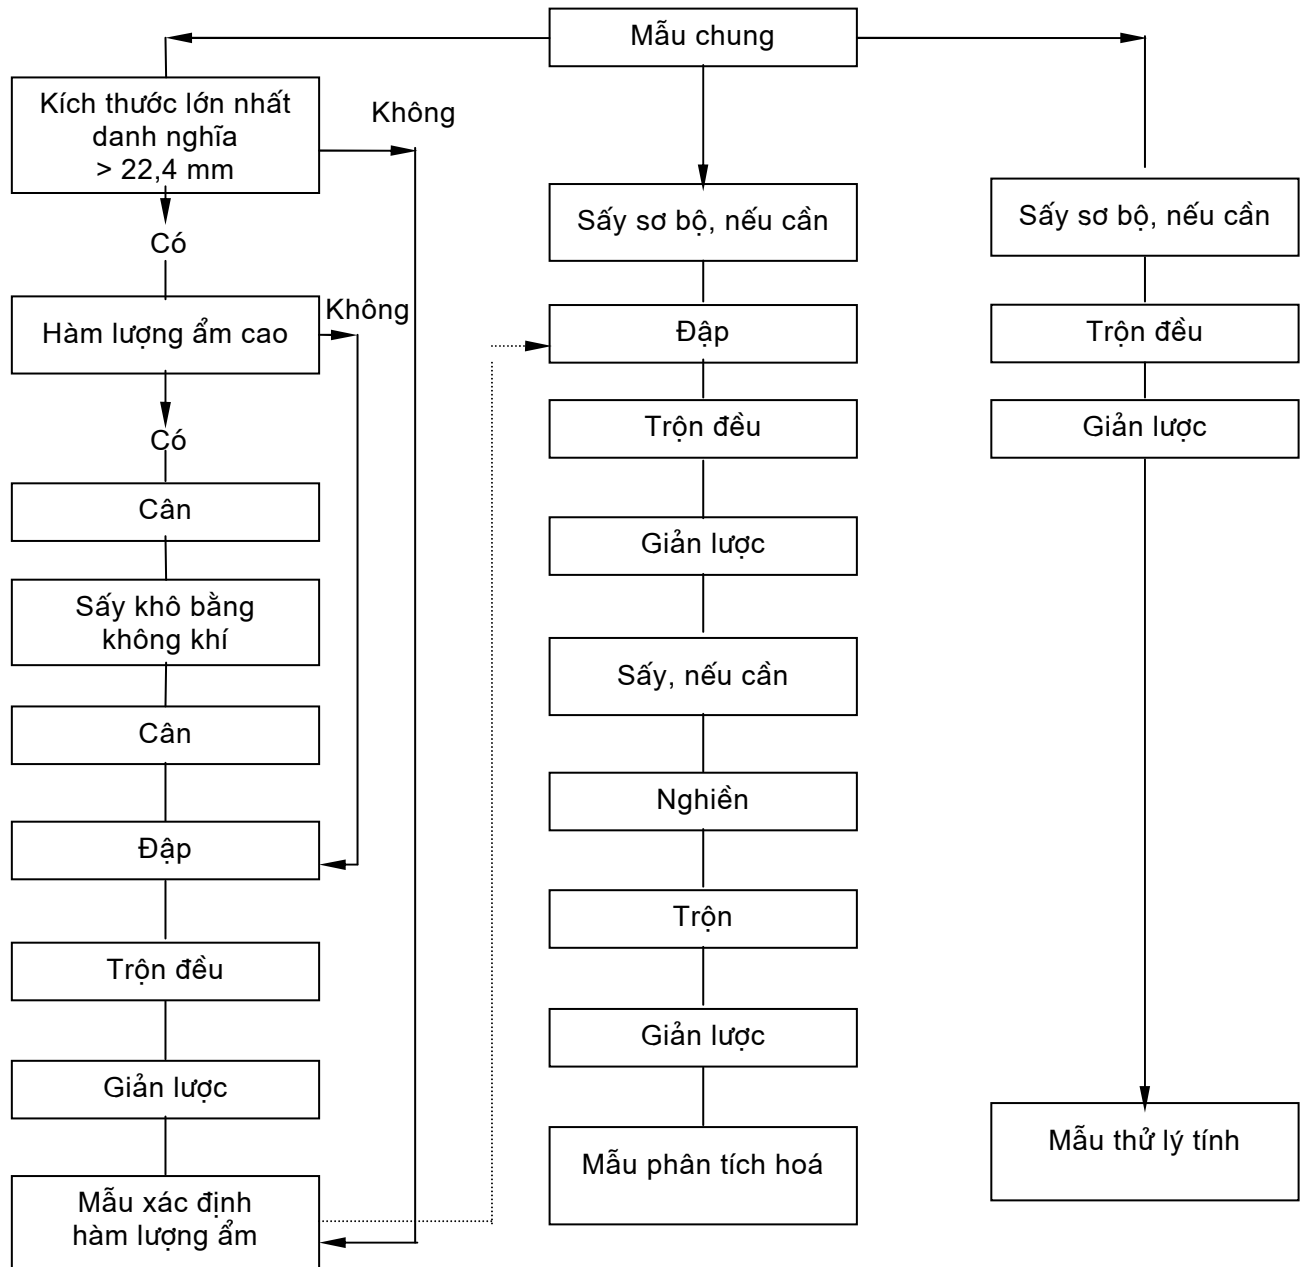 Mẫu chung
Kích thước lớn nhất
danh nghĩa
> 22,4 mm
Không
Có
Hàm lượng ẩm cao
Không
Có
Cân
Sấy khô bằng
không khí
Cân
Đập
Trộn đều
Giản lược
Mẫu xác định
hàm lượng ẩm
Sấy sơ bộ, nếu cần
Đập
Trộn đều
Giản lược
Sấy, nếu cần
Nghiền
Trộn
Giản lược
Mẫu phân tích hoá
Sấy sơ bộ, nếu cần
Trộn đều
Giản lược
Mẫu thử lý tính